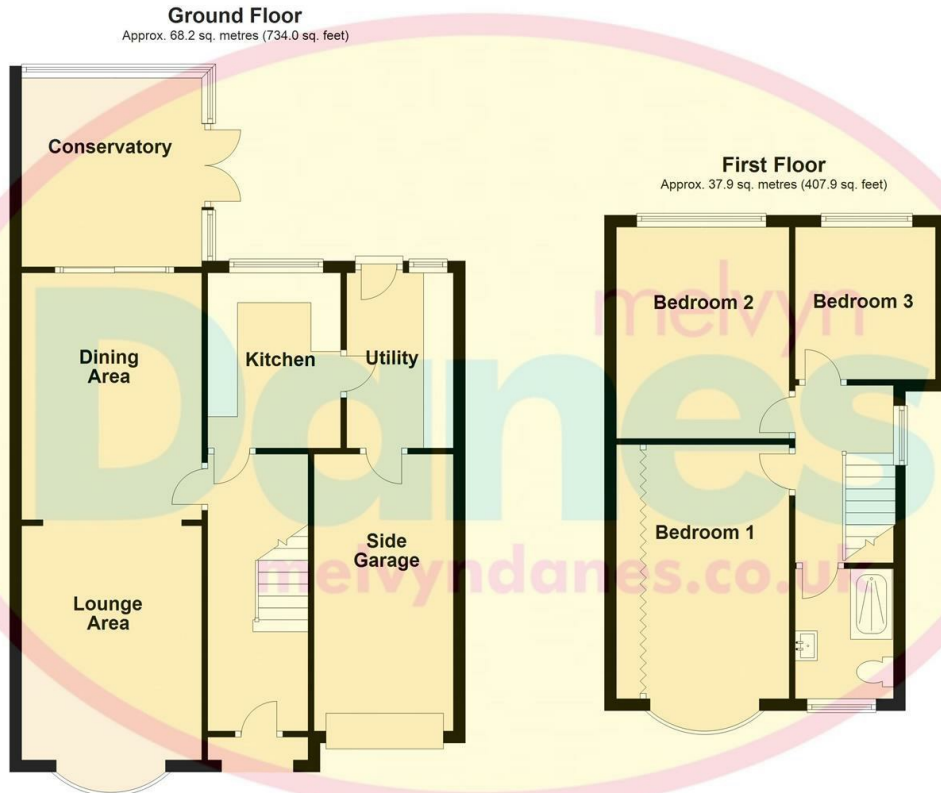 Ground Floor
Approx. 68.2 sq. metres (734.0 sq. feet)
Conservatory
Dining
Area
Kitchen
Utility
Side
Garage
Lounge
Area
First Floor
Approx. 37.9 sq. metres (407.9 sq. feet)
Bedroom 2
Bedroom 3
Bedroom 1
melvyn
Danes
melvyndanes.co.uk